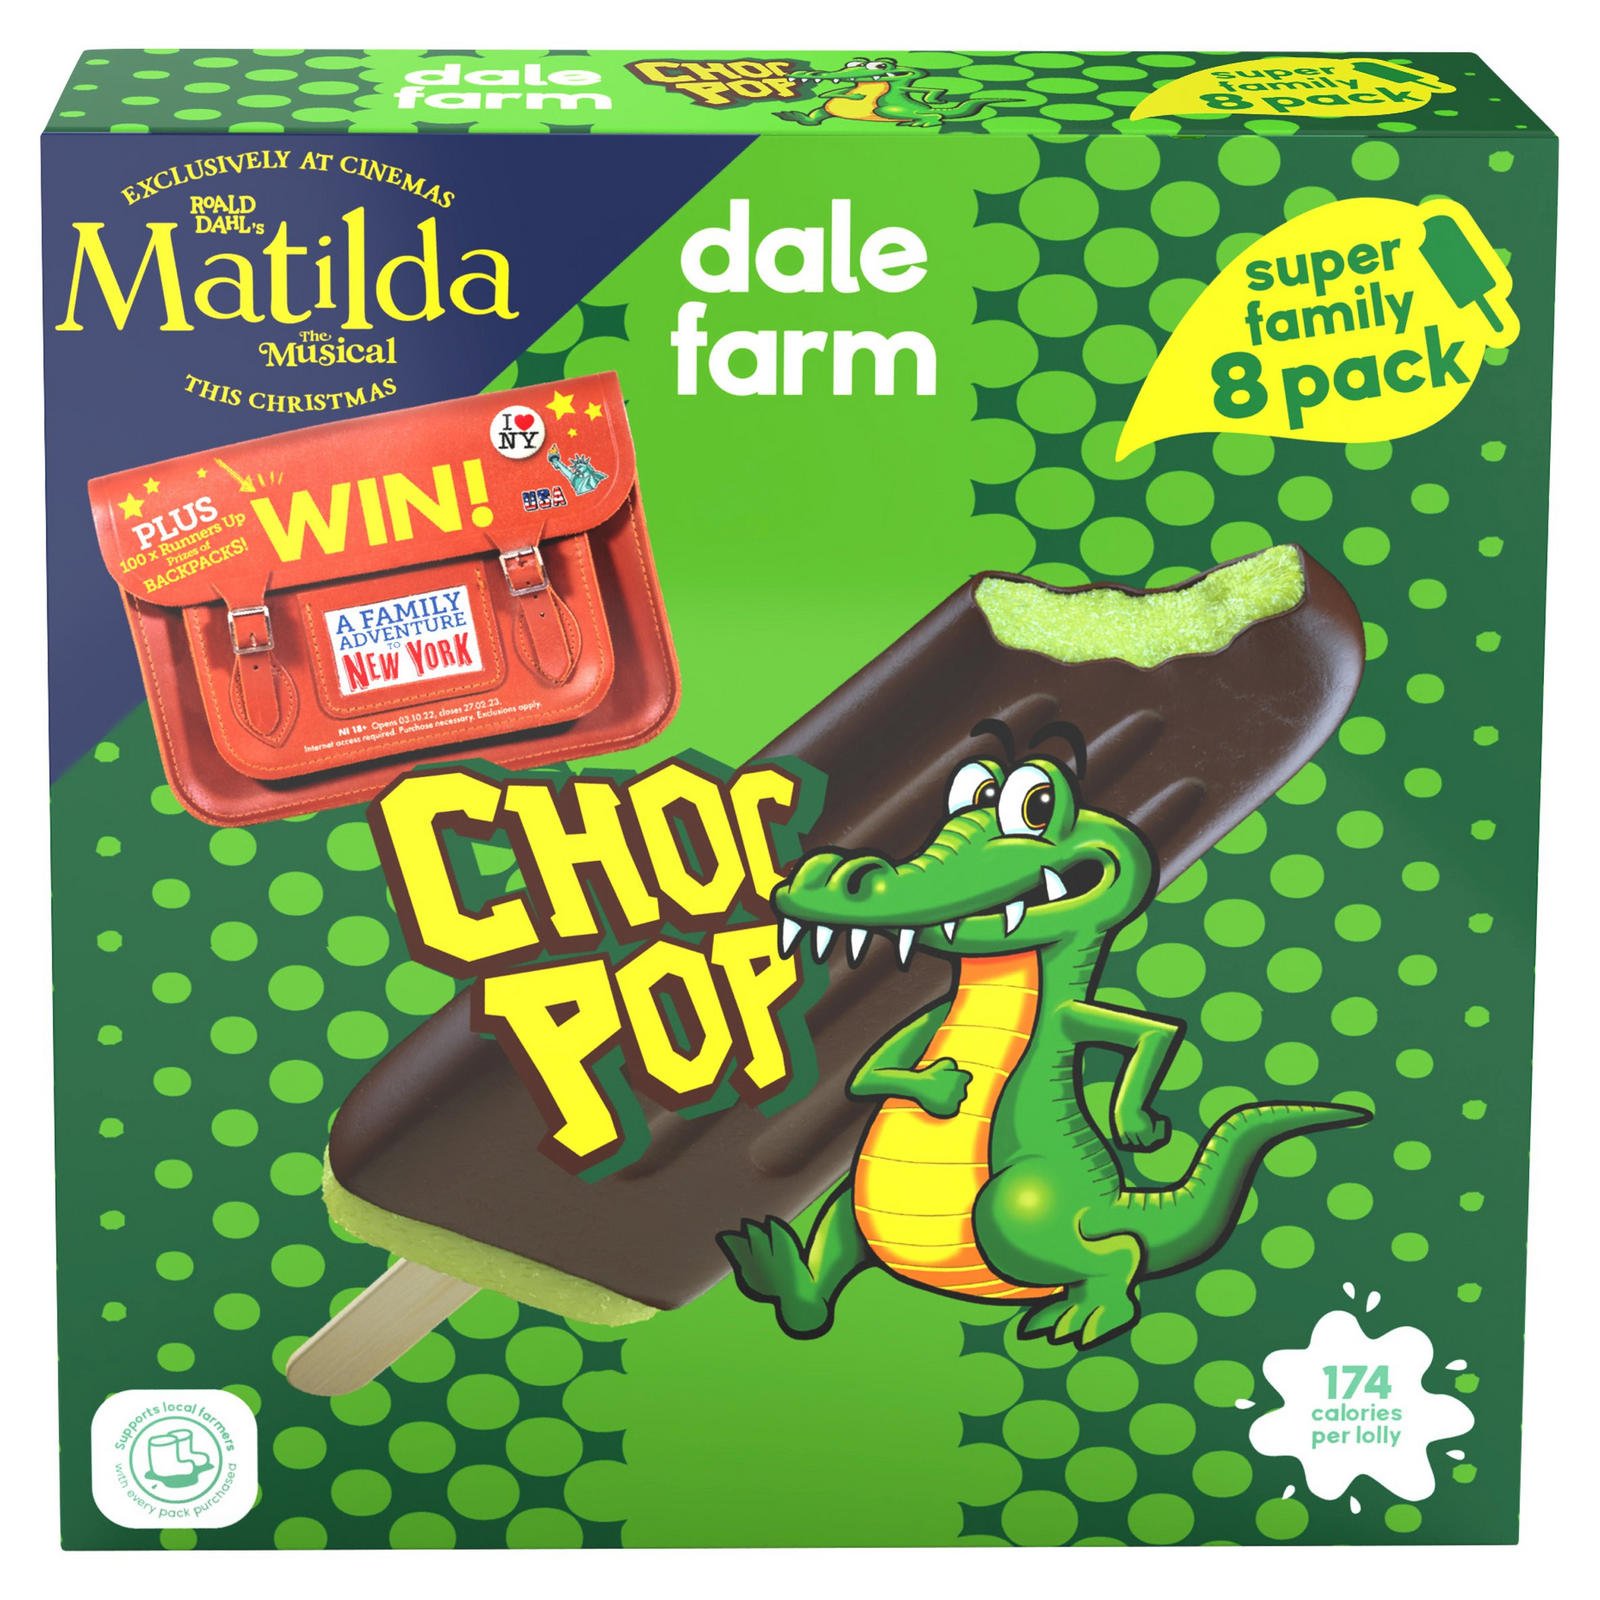 dale
farm
CHOC
POP
super
family
8 pack
EXCLUSIVELY AT CINEMAS
ROALD
DAHL's
Matilda
The
Musical
THIS CHRISTMAS
dale
farm
super
family
8 pack
I ♥
NY
USA
WIN!
PLUS
100 x Runners Up
Prizes of
BACKPACKS!
A FAMILY
ADVENTURE
TO
NEW YORK
NI 18+ Opens 03.10.22, closes 27.02.23.
Internet access required. Purchase necessary. Exclusions apply.
CHOC
POP
174
calories
per lolly
Supports local farmers
with every pack purchased